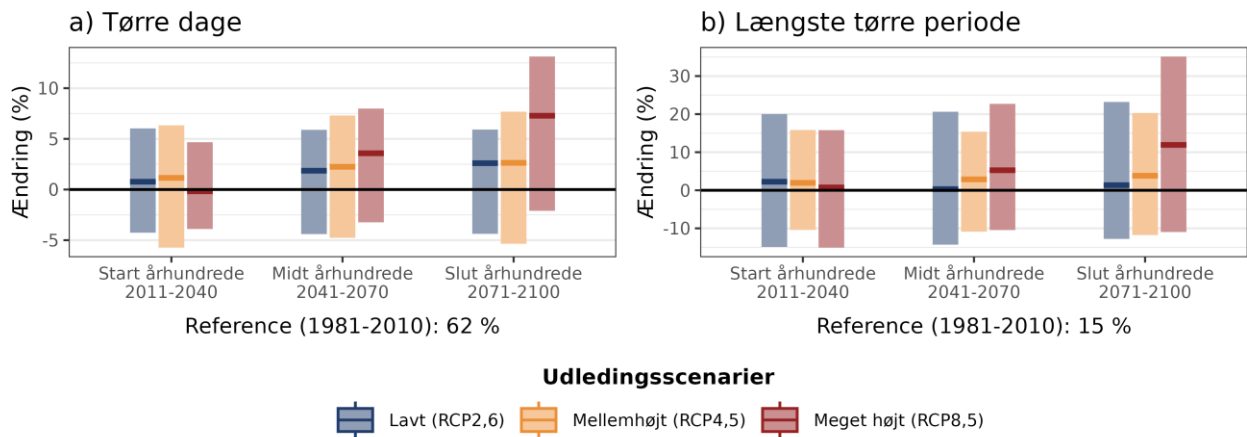 a) Tørre dage
Ændring (%)
10
5
0
-5
Start århundrede
2011-2040
Midt århundrede
2041-2070
Slut århundrede
2071-2100
Reference (1981-2010): 62 %
b) Længste tørre periode
Ændring (%)
30
20
10
0
-10
Start århundrede
2011-2040
Midt århundrede
2041-2070
Slut århundrede
2071-2100
Reference (1981-2010): 15 %
Udledingsscenarier
Lavt (RCP2,6)
Mellemhøjt (RCP4,5)
Meget højt (RCP8,5)